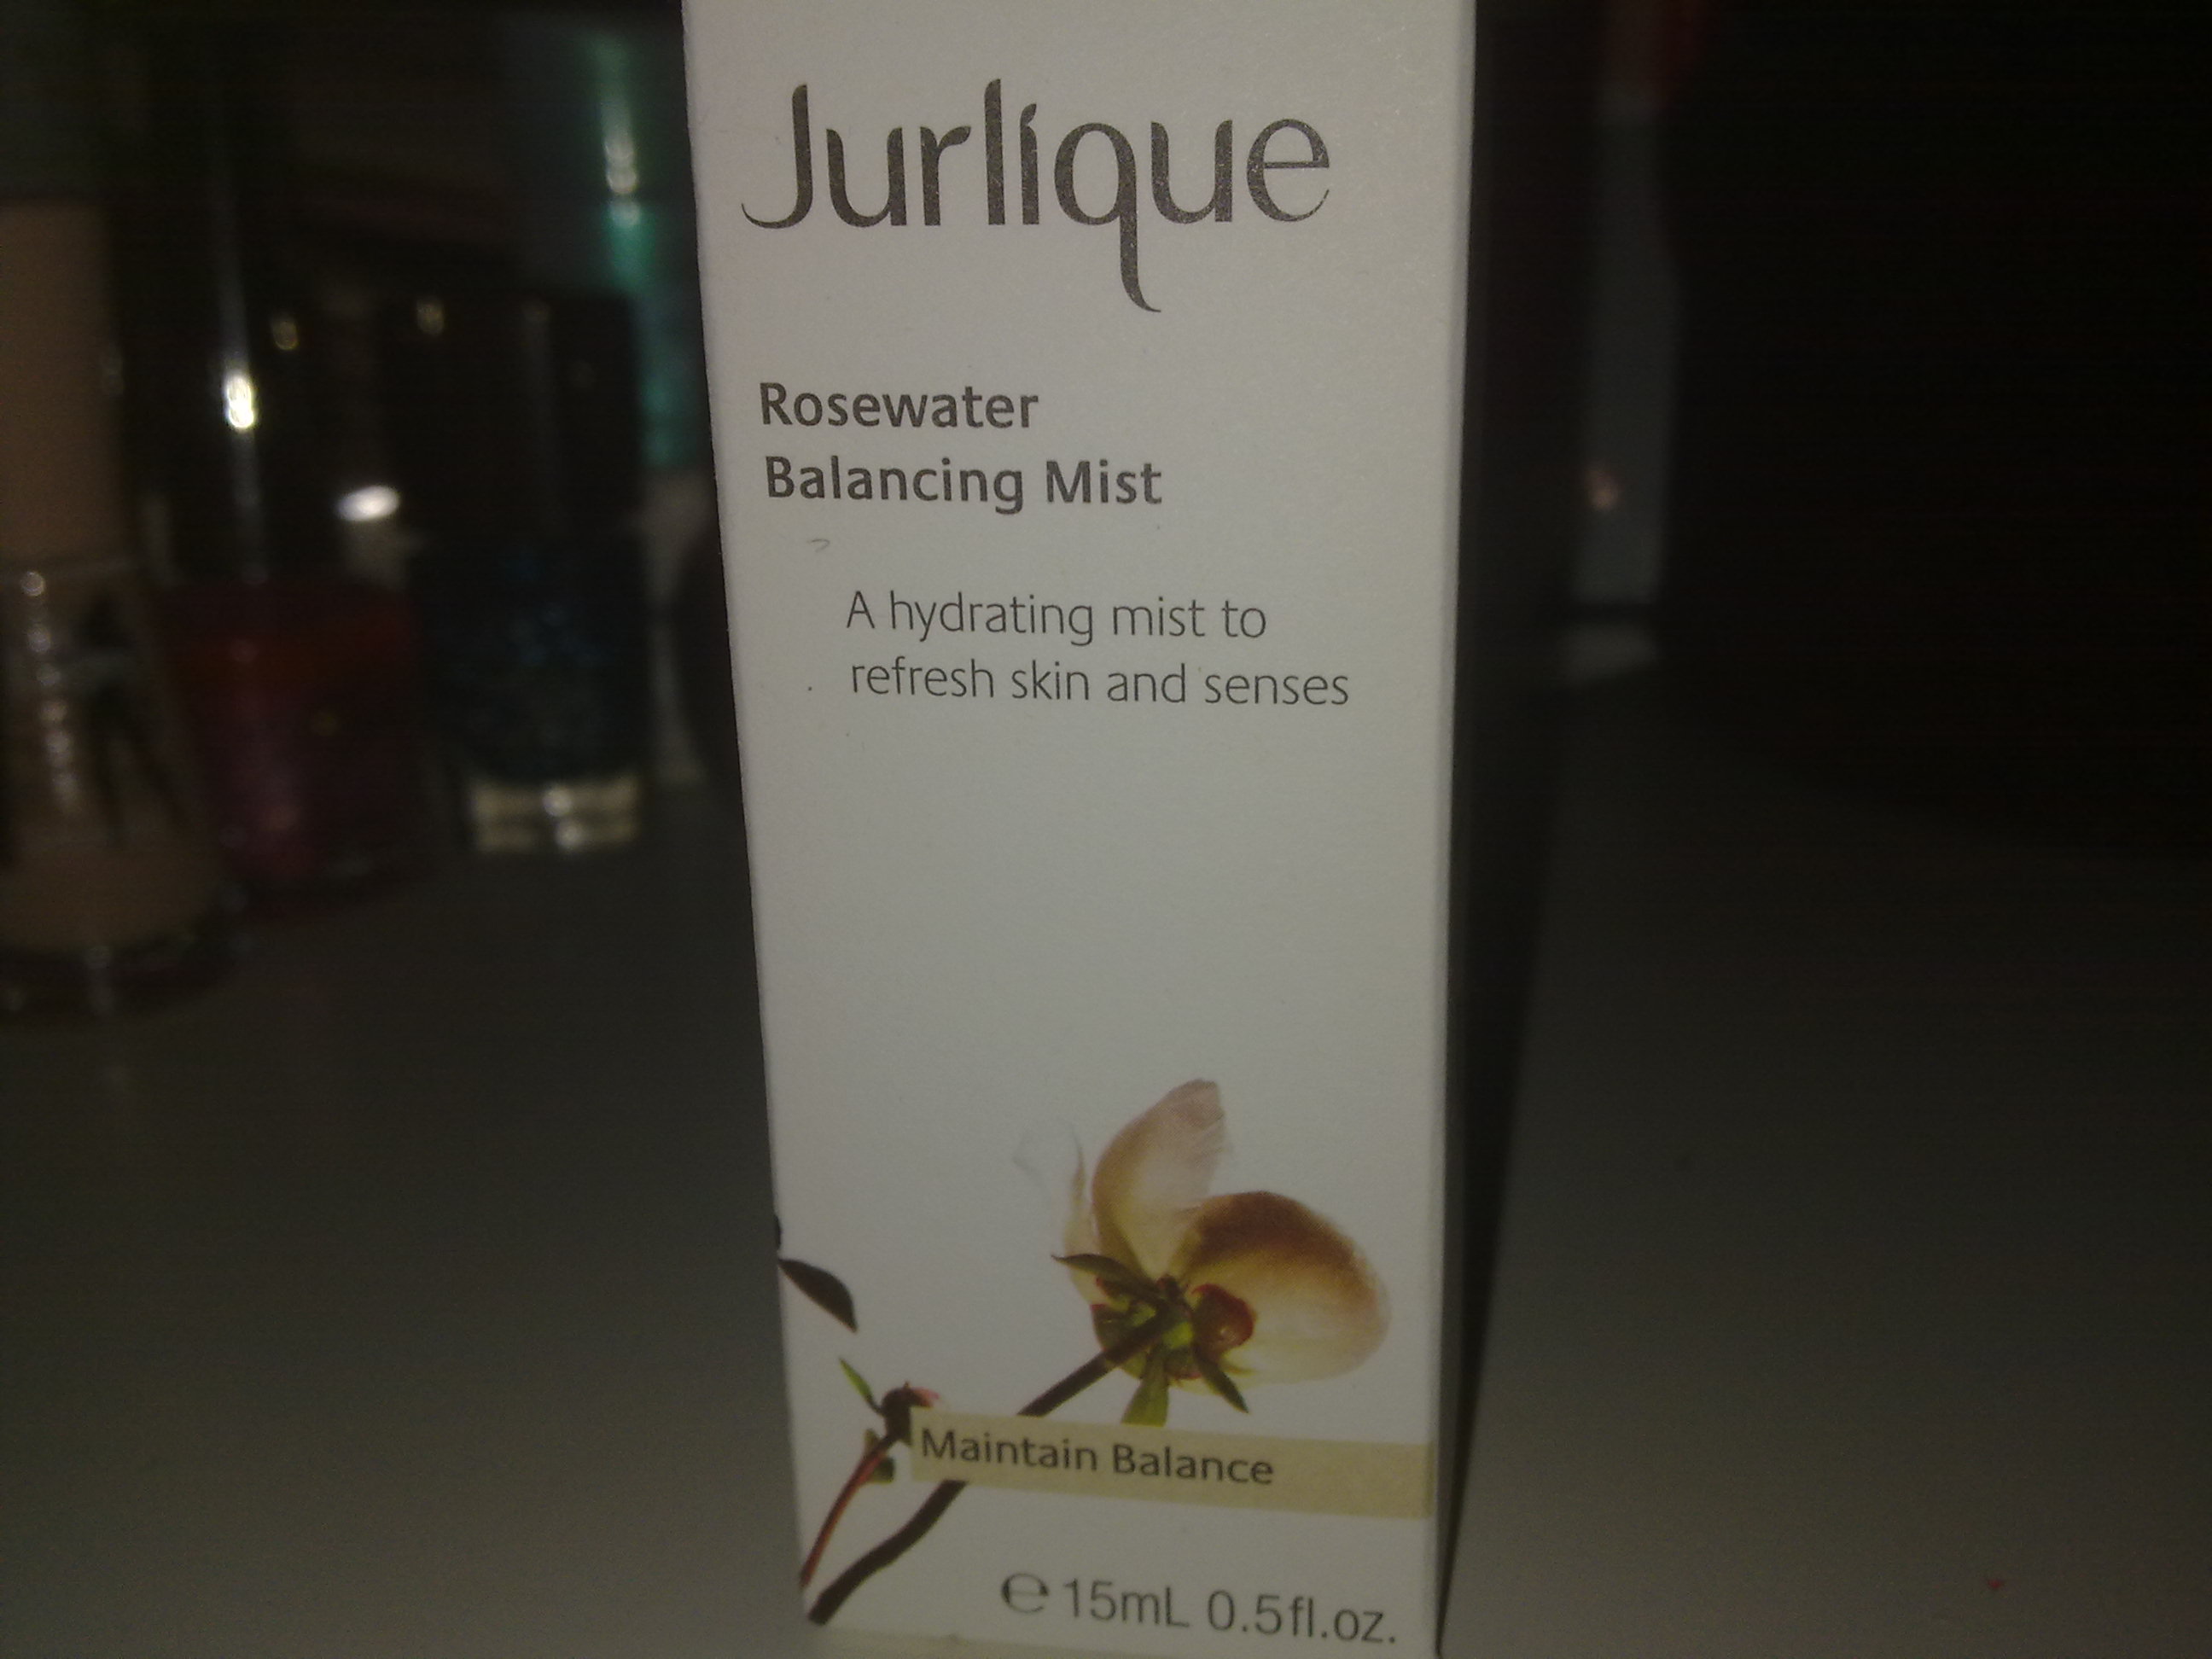 Jurlique
Rosewater
Balancing Mist
A hydrating mist to
refresh skin and senses
Maintain Balance
℮ 15mL 0.5fl.oz.